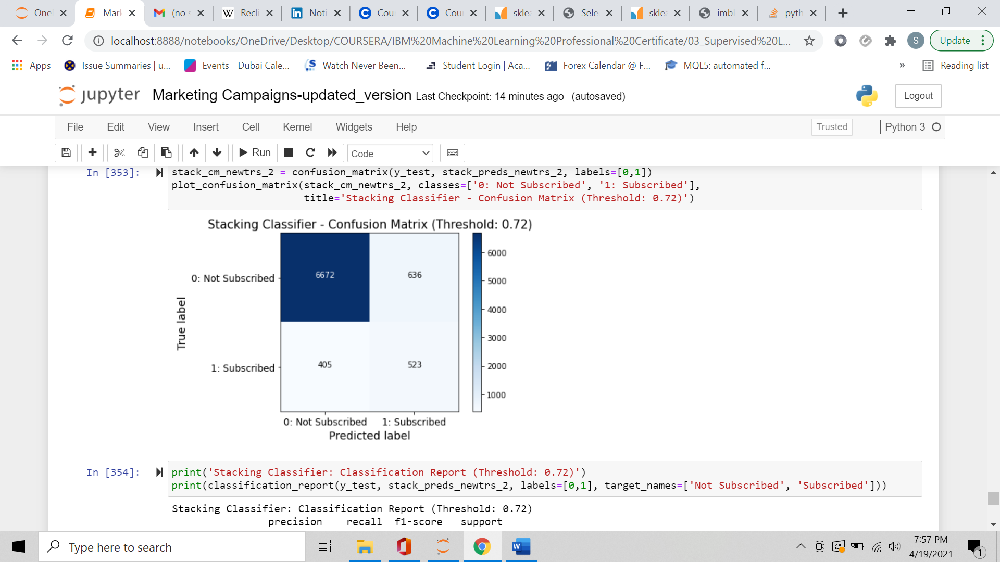 Onel
Mark
(no s
W Recli
Noti
Cour
Cour
skle
Sele
skle
imbl
pyth
localhost:8888/notebooks/OneDrive/Desktop/COURSERA/IBM%20Machine%20Learning%20Professional%20Certificate/03_Supervised%20L...
S
Update
Apps
Issue Summaries | u...
Events - Dubai Cale...
Watch Never Been...
Student Login | Aca...
Forex Calendar @ F...
MQL5: automated f...
»
Reading list
jupyter Marketing Campaigns-updated_version Last Checkpoint: 14 minutes ago (autosaved)
Logout
File Edit View Insert Cell Kernel Widgets Help
Trusted
Python 3
Run
Code
In [353]:
stack_cm_newtrs_2 = confusion_matrix(y_test, stack_preds_newtrs_2, labels=[0,1])
plot_confusion_matrix(stack_cm_newtrs_2, classes=['0: Not Subscribed', '1: Subscribed'],
title='Stacking Classifier - Confusion Matrix (Threshold: 0.72)')
Stacking Classifier - Confusion Matrix (Threshold: 0.72)
True label
0: Not Subscribed
6672
636
1: Subscribed
405
523
6000
5000
4000
3000
2000
1000
0: Not Subscribed
1: Subscribed
Predicted label
In [354]:
print('Stacking Classifier: Classification Report (Threshold: 0.72)')
print(classification_report(y_test, stack_preds_newtrs_2, labels=[0,1], target_names=['Not Subscribed', 'Subscribed']))
Stacking Classifier: Classification Report (Threshold: 0.72)
precision recall f1-score support
Type here to search
W
7:57 PM
4/19/2021
1